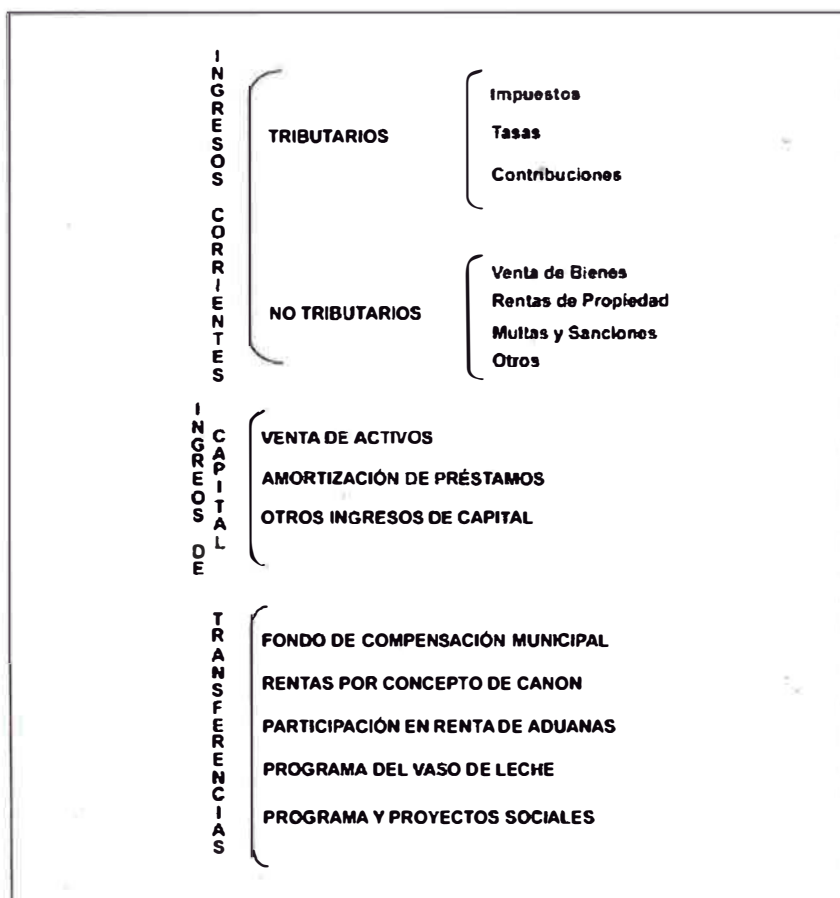 INGRESOS CORRIENTES
TRIBUTARIOS
Impuestos
Tasas
Contribuciones
NO TRIBUTARIOS
Venta de Bienes
Rentas de Propiedad
Multas y Sanciones
Otros
INGREOS DE
CAPITAL
VENTA DE ACTIVOS
AMORTIZACIÓN DE PRÉSTAMOS
OTROS INGRESOS DE CAPITAL
TRANSFERENCIAS
FONDO DE COMPENSACIÓN MUNICIPAL
RENTAS POR CONCEPTO DE CANON
PARTICIPACIÓN EN RENTA DE ADUANAS
PROGRAMA DEL VASO DE LECHE
PROGRAMA Y PROYECTOS SOCIALES